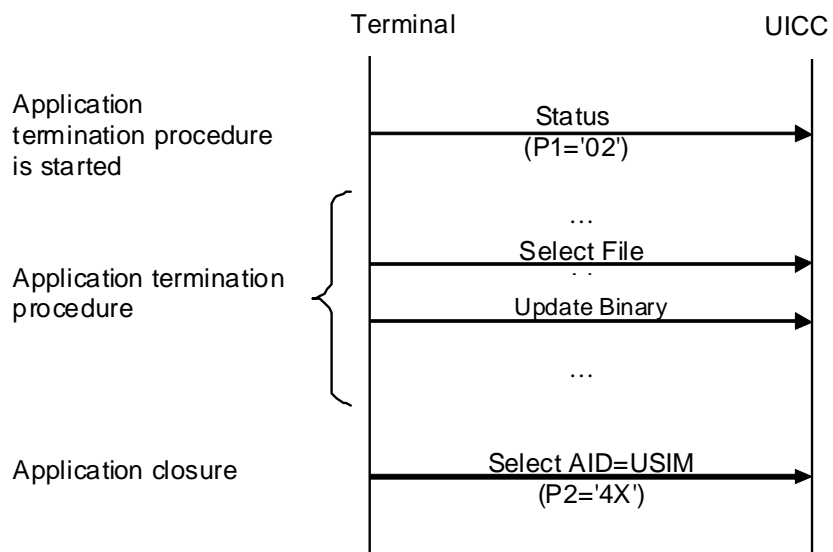 Terminal
UICC
Application
termination procedure
is started
Status
(P1='02')
...
Select File
. .
Application termination
procedure
Update Binary
...
Application closure
Select AID=USIM
(P2='4X')